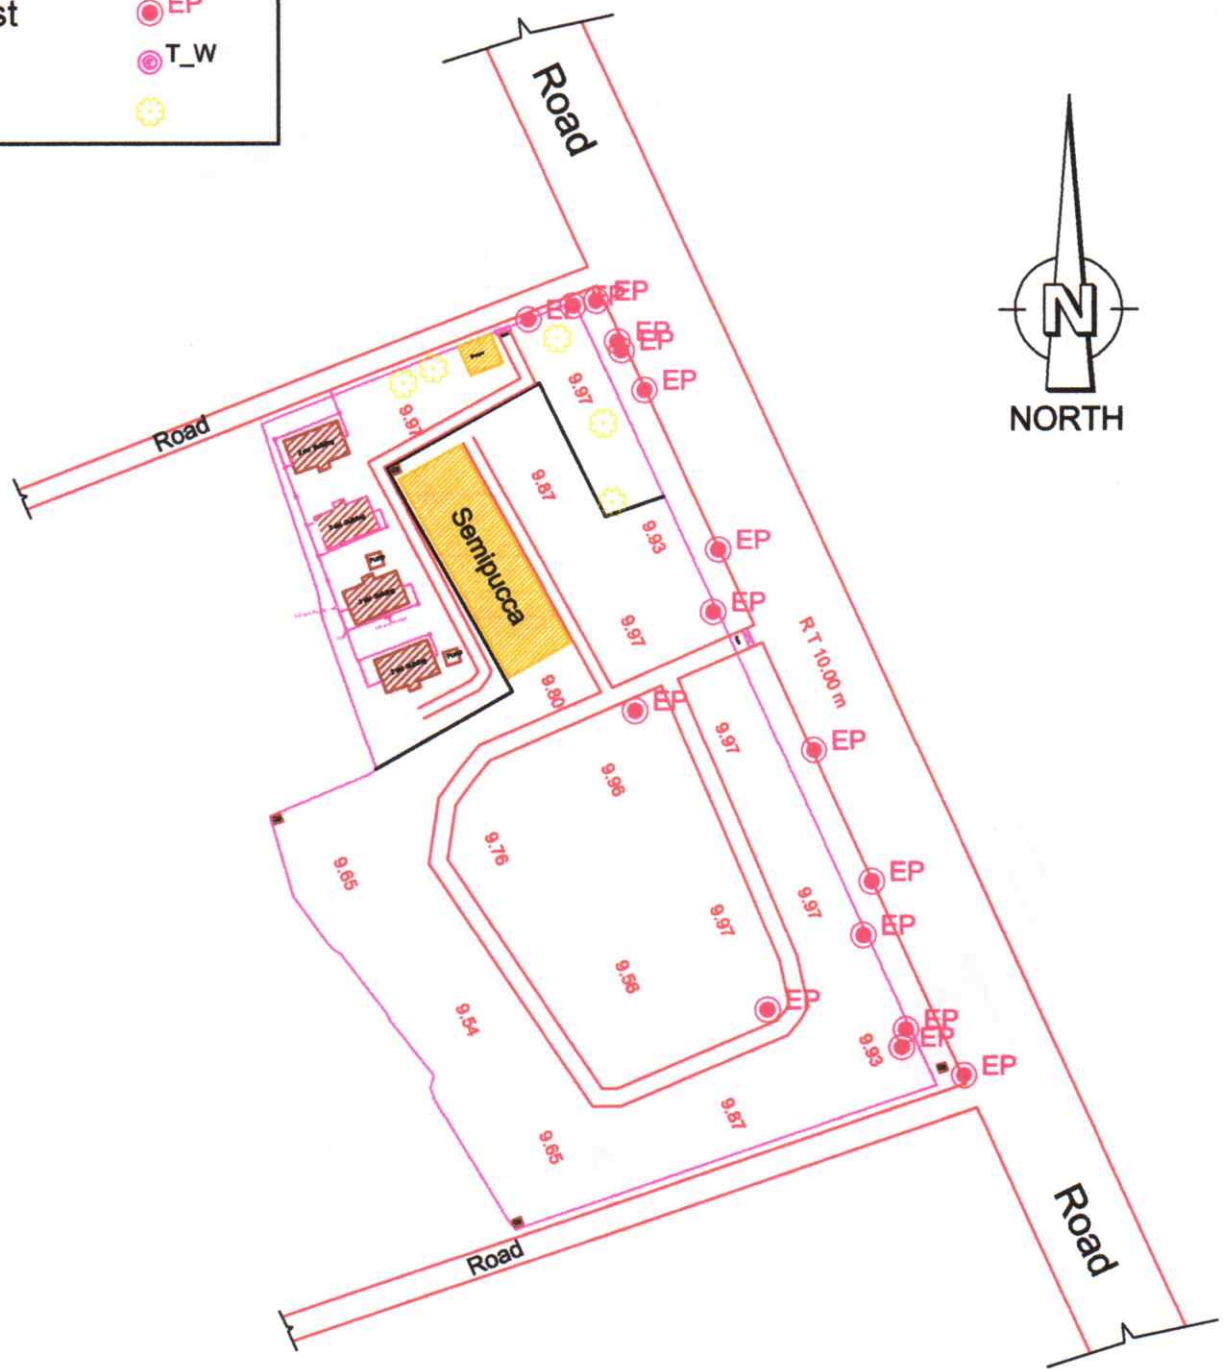 st
EP
T_W
Road
NORTH
N
EP
EP
EP
EP
EP
EP
Road
9.97
9.97
9.87
Semipucca
9.93
EP
EP
9.97
R T 10.00 m
9.80
EP
9.97
EP
9.96
9.76
9.65
EP
9.97
9.97
EP
9.56
EP
9.54
EP
EP
9.93
EP
9.87
9.65
Road
Road